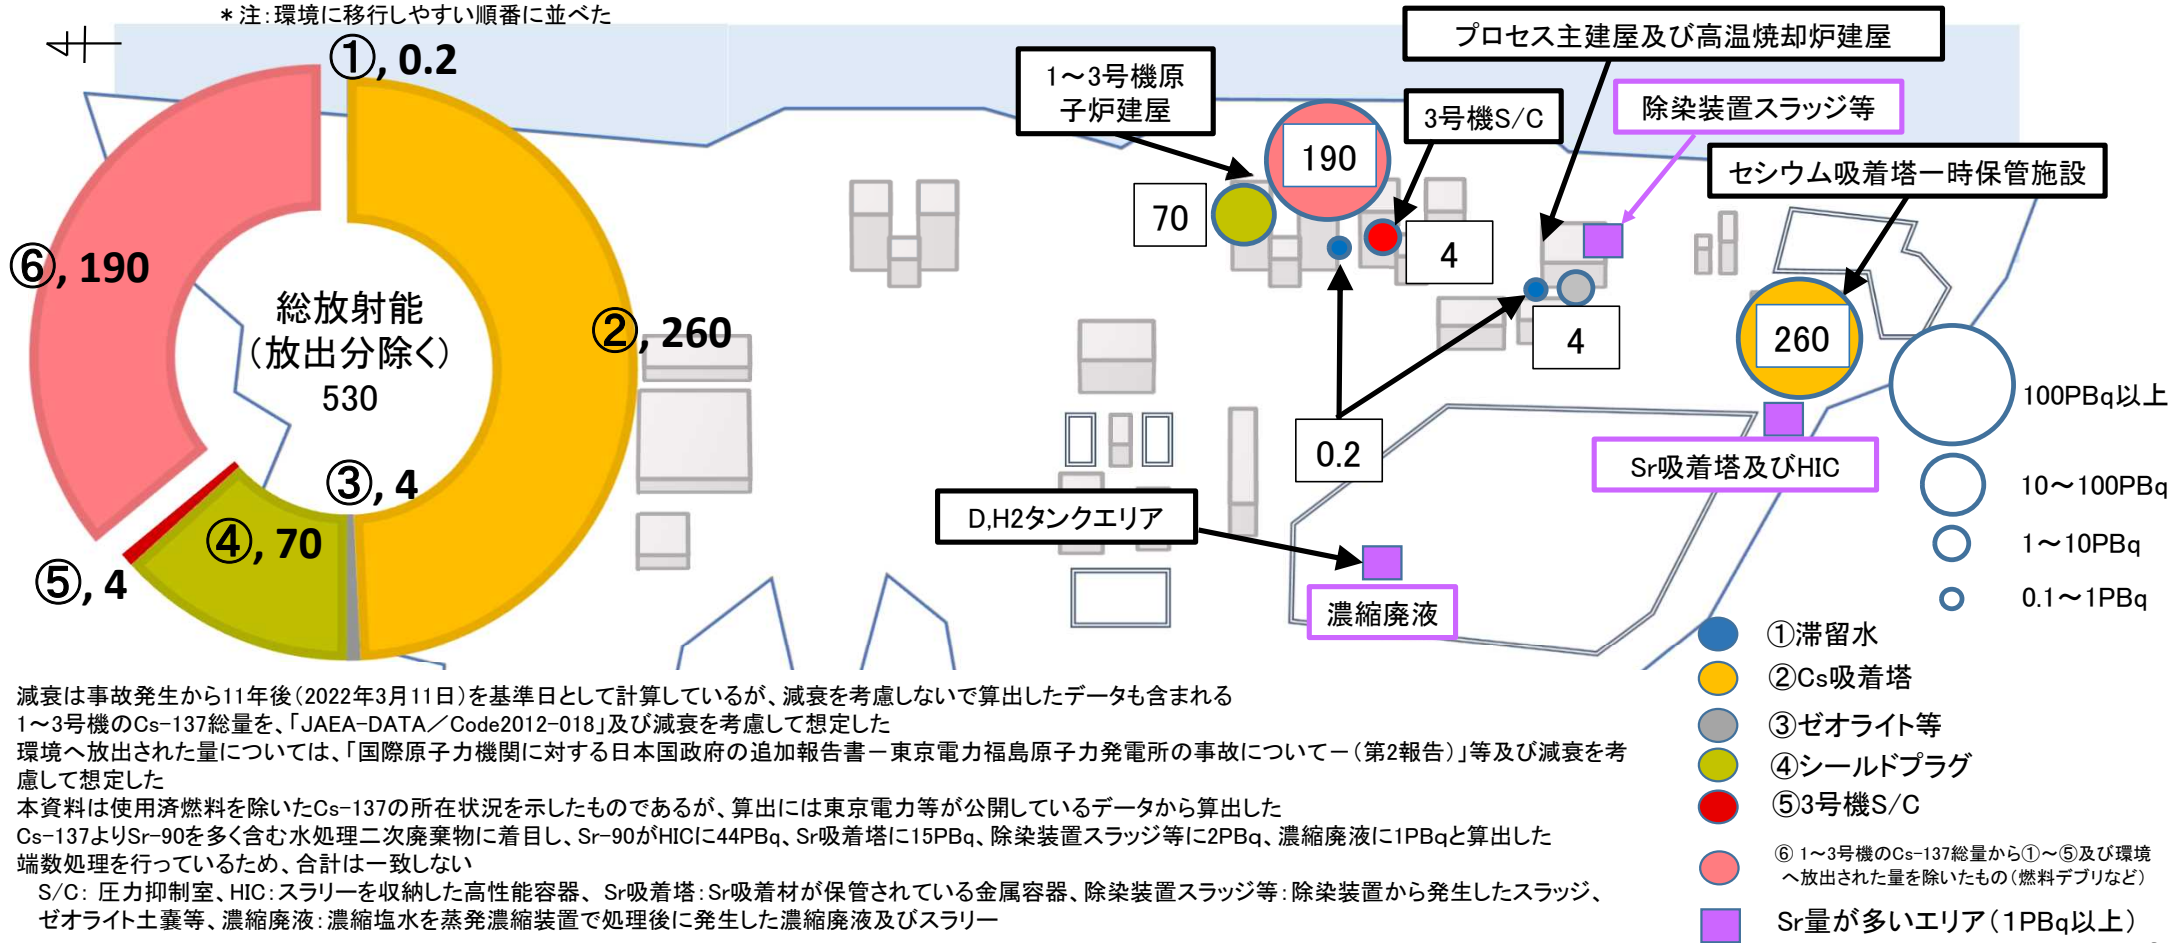 *注:環境に移行しやすい順番に並べた
①, 0.2
②, 260
③, 4
④, 70
⑤, 4
⑥, 190
総放射能
(放出分除く)
530
1～3号機原
子炉建屋
プロセス主建屋及び高温焼却炉建屋
3号機S/C
除染装置スラッジ等
セシウム吸着塔一時保管施設
190
70
4
4
260
0.2
Sr吸着塔及びHIC
D,H2タンクエリア
濃縮廃液
100PBq以上
10～100PBq
1～10PBq
0.1～1PBq
①滞留水
②Cs吸着塔
③ゼオライト等
④シールドプラグ
⑤3号機S/C
⑥ 1～3号機のCs-137総量から①～⑤及び環境
へ放出された量を除いたもの(燃料デブリなど)
Sr量が多いエリア(1PBq以上)
減衰は事故発生から11年後(2022年3月11日)を基準日として計算しているが、減衰を考慮しないで算出したデータも含まれる
1～3号機のCs-137総量を、「JAEA-DATA／Code2012-018」及び減衰を考慮して想定した
環境へ放出された量については、「国際原子力機関に対する日本国政府の追加報告書－東京電力福島原子力発電所の事故について－(第2報告)」等及び減衰を考
慮して想定した
本資料は使用済燃料を除いたCs-137の所在状況を示したものであるが、算出には東京電力等が公開しているデータから算出した
Cs-137よりSr-90を多く含む水処理二次廃棄物に着目し、Sr-90がHICに44PBq、Sr吸着塔に15PBq、除染装置スラッジ等に2PBq、濃縮廃液に1PBqと算出した
端数処理を行っているため、合計は一致しない
S/C: 圧力抑制室、HIC:スラリーを収納した高性能容器、 Sr吸着塔:Sr吸着材が保管されている金属容器、除染装置スラッジ等:除染装置から発生したスラッジ、
ゼオライト土嚢等、濃縮廃液:濃縮塩水を蒸発濃縮装置で処理後に発生した濃縮廃液及びスラリー